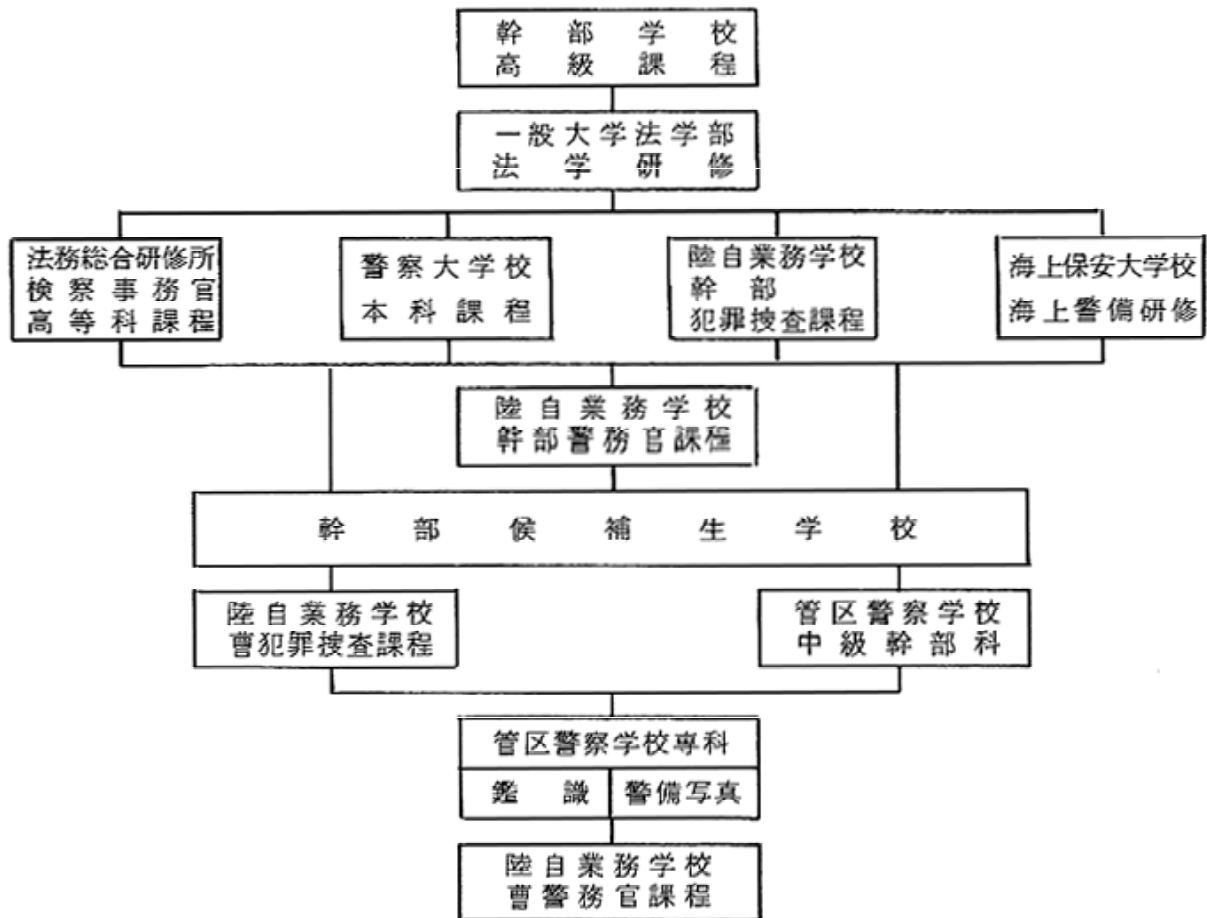 幹部学校
高級課程
一般大学法学部
法学研修
法務総合研修所
検察事務官
高等科課程
警察大学校
本科課程
陸自業務学校
幹部
犯罪捜査課程
海上保安大学校
海上警備研修
陸自業務学校
幹部警務官課程
幹部候補生学校
陸自業務学校
曹犯罪捜査課程
管区警察学校
中級幹部科
管区警察学校専科
鑑識
警備写真
陸自業務学校
曹警務官課程